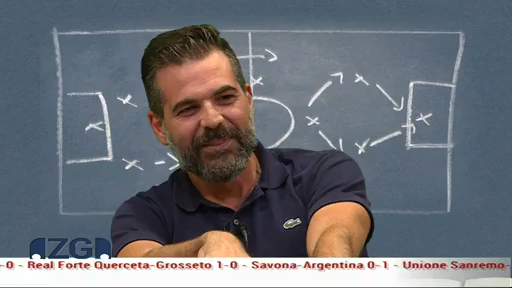 ZG
-0 - Real Forte Querceta-Grosseto 1-0 - Savona-Argentina 0-1 - Unione Sanremo-